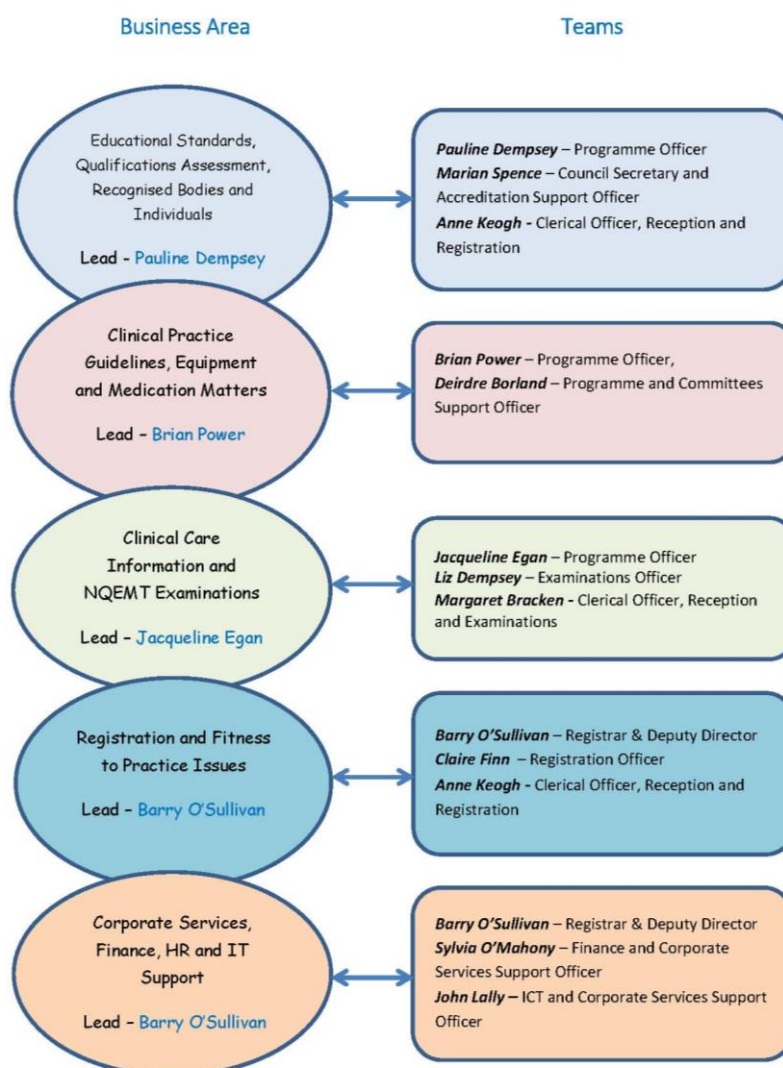 Business Area
Teams
Educational Standards,
Qualifications Assessment,
Recognised Bodies and
Individuals
Lead - Pauline Dempsey
Pauline Dempsey – Programme Officer
Marian Spence – Council Secretary and
Accreditation Support Officer
Anne Keogh - Clerical Officer, Reception and
Registration
Clinical Practice
Guidelines, Equipment
and Medication Matters
Lead – Brian Power
Brian Power – Programme Officer,
Deirdre Borland – Programme and Committees
Support Officer
Clinical Care
Information and
NQEMT Examinations
Lead – Jacqueline Egan
Jacqueline Egan – Programme Officer
Liz Dempsey – Examinations Officer
Margaret Bracken - Clerical Officer, Reception
and Examinations
Registration and Fitness
to Practice Issues
Lead – Barry O'Sullivan
Barry O'Sullivan – Registrar & Deputy Director
Claire Finn – Registration Officer
Anne Keogh - Clerical Officer, Reception and
Registration
Corporate Services,
Finance, HR and IT
Support
Lead – Barry O'Sullivan
Barry O'Sullivan – Registrar & Deputy Director
Sylvia O'Mahony – Finance and Corporate
Services Support Officer
John Lally – ICT and Corporate Services Support
Officer